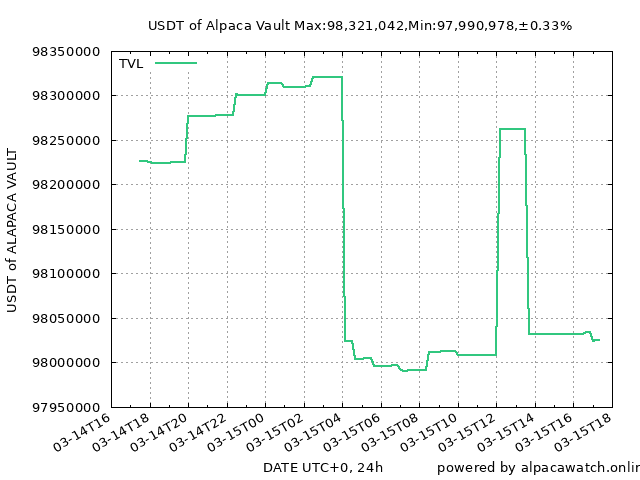 USDT of Alpaca Vault Max:98,321,042,Min:97,990,978,±0.33%
98350000
TVL
98300000
98250000
98200000
98150000
98100000
98050000
98000000
97950000
USDT of ALAPACA VAULT
03-14T16
03-14T18
03-14T20
03-14T22
03-15T00
03-15T02
03-15T04
03-15T06
03-15T08
03-15T10
03-15T12
03-15T14
03-15T16
03-15T18
DATE UTC+0, 24h
powered by alpacawatch.onlin